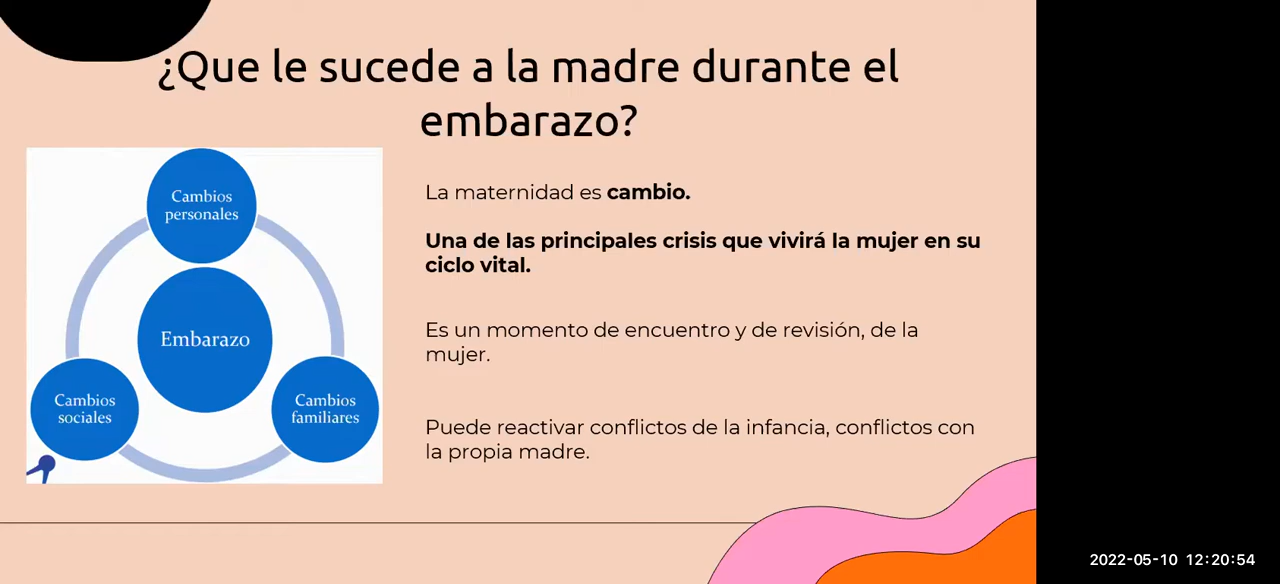 ¿Que le sucede a la madre durante el
embarazo?
Cambios
personales
Embarazo
Cambios
sociales
Cambios
familiares
La maternidad es cambio.
Una de las principales crisis que vivirá la mujer en su
ciclo vital.
Es un momento de encuentro y de revisión, de la
mujer.
Puede reactivar conflictos de la infancia, conflictos con
la propia madre.
2022-05-10 12:20:54